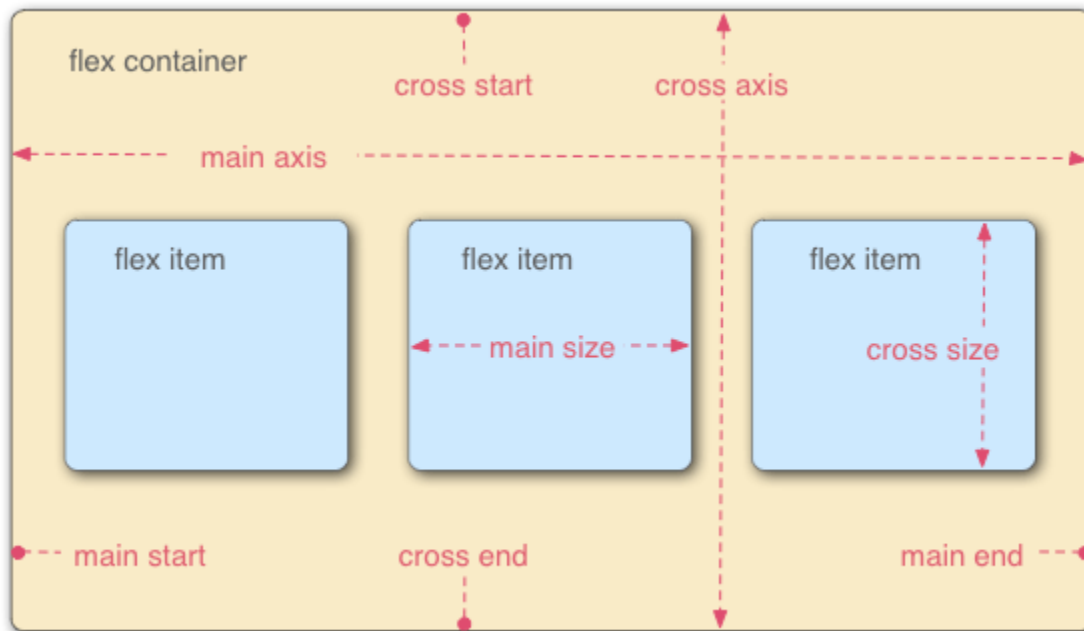 flex container
cross start
cross axis
main axis
flex item
flex item
flex item
main size
cross size
main start
cross end
main end